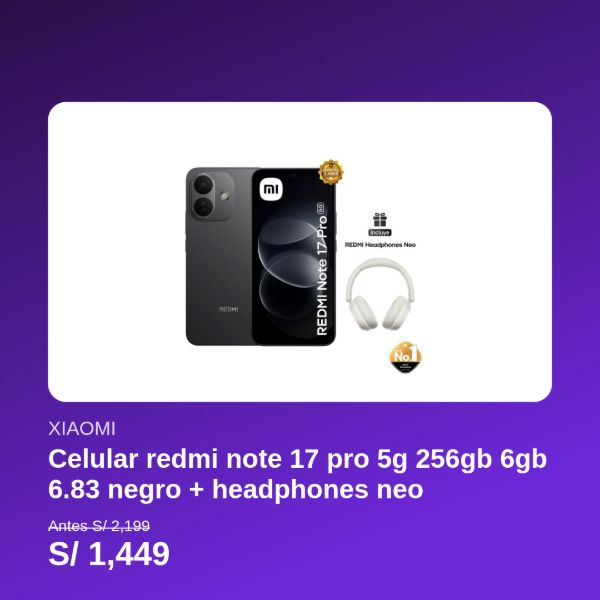 mi
REDMI
REDMI Note 17 Pro 5G
Incluye
REDMI Headphones Neo
No.1
XIAOMI
Celular redmi note 17 pro 5g 256gb 6gb
6.83 negro + headphones neo
Antes S/ 2,199
S/ 1,449